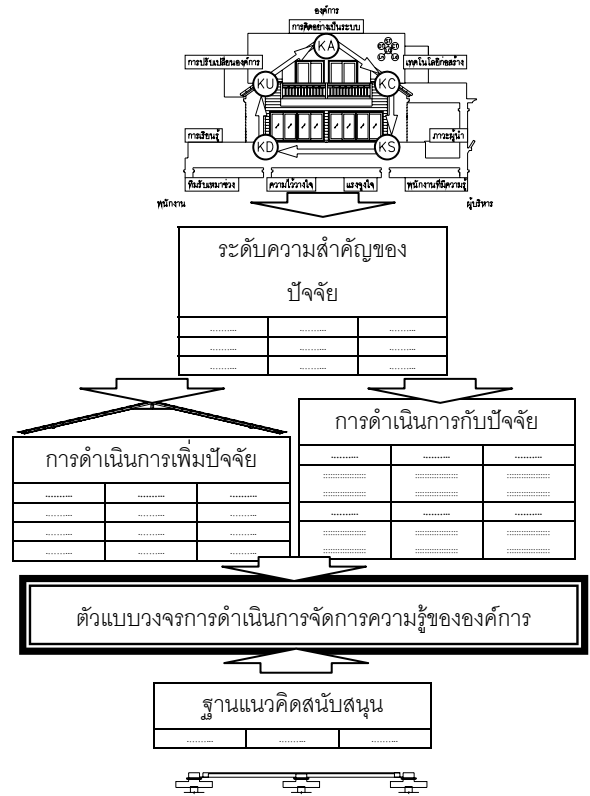 องค์การ
การคิดอย่างเป็นระบบ
KA
การปรับเปลี่ยนองค์การ
เทคโนโลยีก่อสร้าง
KU
KC
การเรียนรู้
ภาวะผู้นำ
KD
KS
ทีมรับเหมาช่วง
ความไว้วางใจ
แรงจูงใจ
พนักงานที่มีความรู้
พนักงาน
ผู้บริหาร
ระดับความสำคัญของ
ปัจจัย
การดำเนินการกับปัจจัย
การดำเนินการเพิ่มปัจจัย
ตัวแบบวงจรการดำเนินการจัดการความรู้ขององค์การ
ฐานแนวคิดสนับสนุน